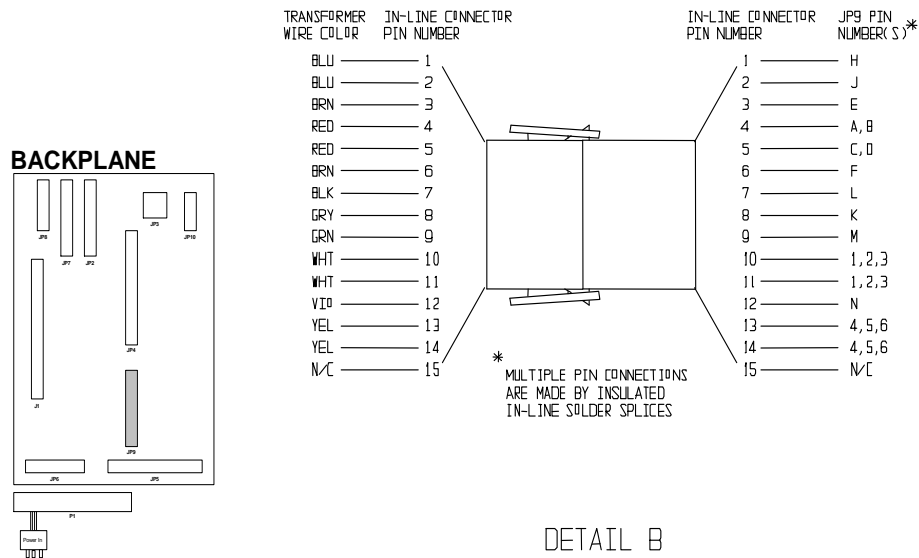 TRANSFORMER WIRE COLOR IN-LINE CONNECTOR PIN NUMBER
BLU 1
BLU 2
BRN 3
RED 4
RED 5
BRN 6
BLK 7
GRY 8
GRN 9
WHT 10
WHT 11
VIO 12
YEL 13
YEL 14
N/C 15
IN-LINE CONNECTOR PIN NUMBER JP9 PIN NUMBER(S)*
1 H
2 J
3 E
4 A,B
5 C,D
6 F
7 L
8 K
9 M
10 1,2,3
11 1,2,3
12 N
13 4,5,6
14 4,5,6
15 N/C
*
MULTIPLE PIN CONNECTIONS
ARE MADE BY INSULATED
IN-LINE SOLDER SPLICES
BACKPLANE
JP8
JP7
JP2
JP3
JP10
JP4
J1
JP9
JP6
JP5
P1
Power In
DETAIL B